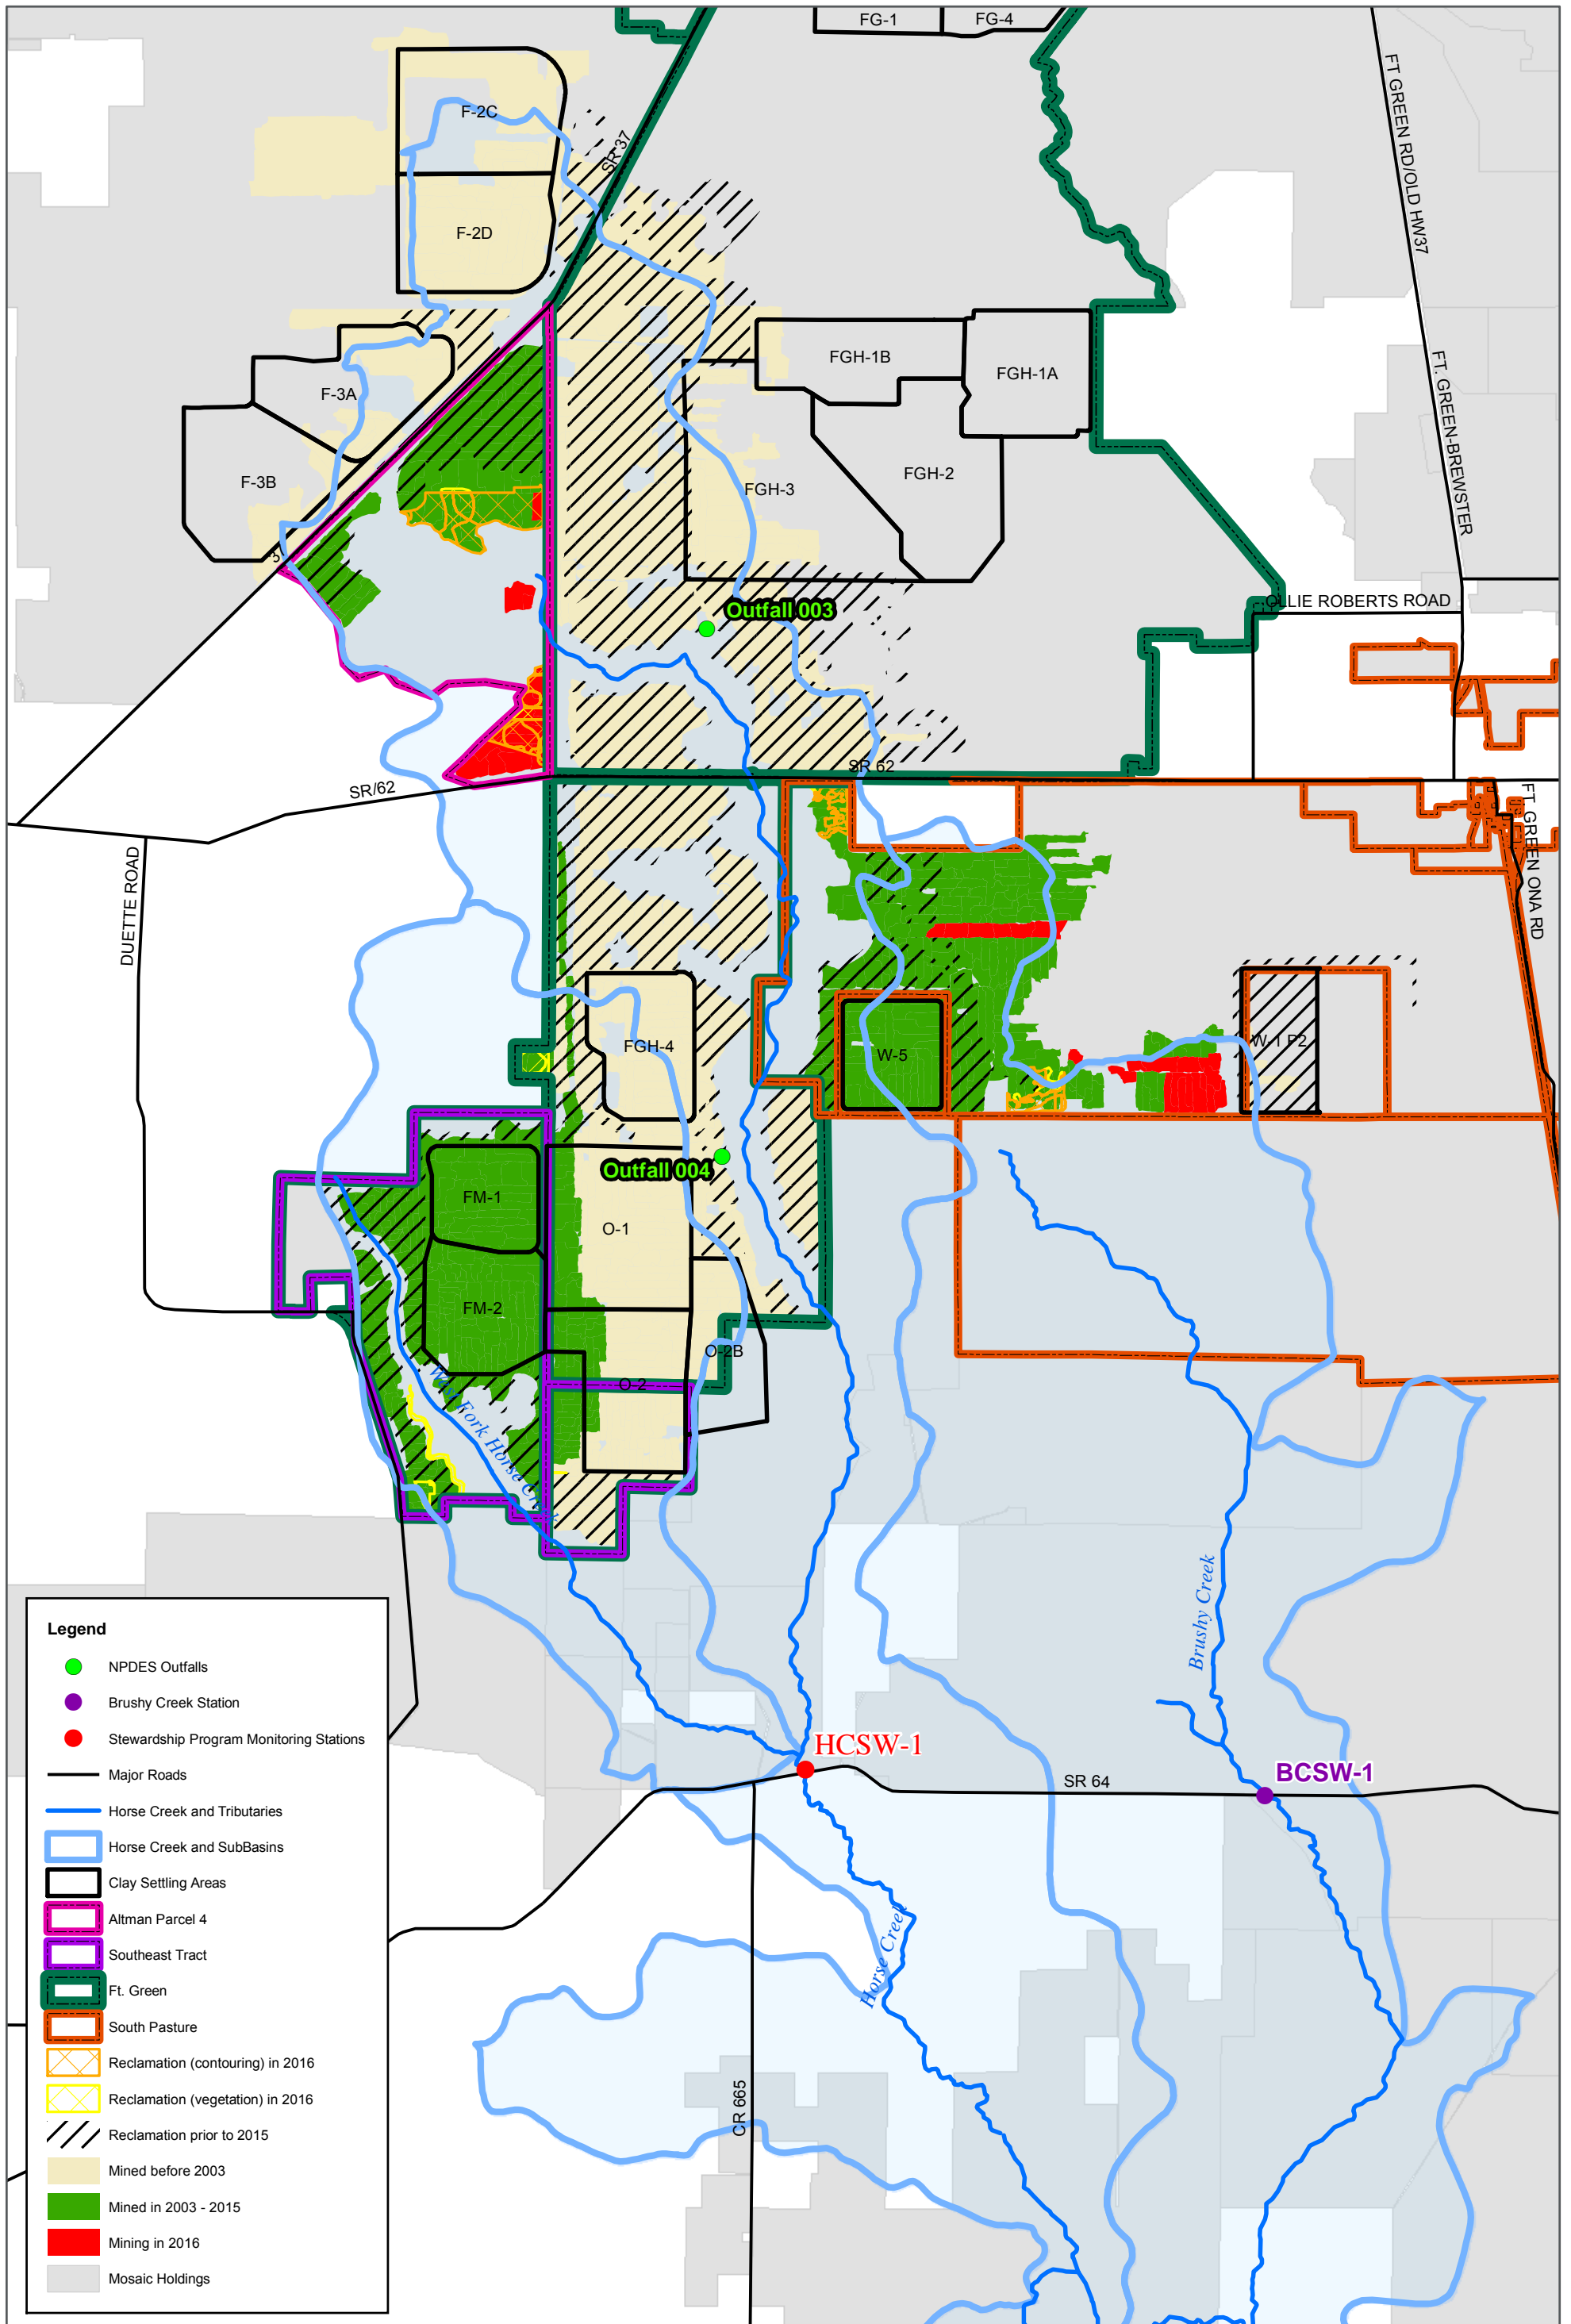 FG-1
FG-4
FT GREEN RD/OLD HW37
F-2C
SR 37
F-2D
FT. GREEN-BREWSTER
FGH-1B
FGH-1A
F-3A
FGH-2
F-3B
FGH-3
37
OLLIE ROBERTS ROAD
Outfall 003
SR 62
SR/62
FT. GREEN ONA RD
DUETTE ROAD
FGH-4
W-5
W-1 P2
Outfall 004
FM-1
O-1
FM-2
O-2B
O-2
West Fork Horse Creek
Brushy Creek
HCSW-1
BCSW-1
SR 64
Horse Creek
CR 665
Legend
NPDES Outfalls
Brushy Creek Station
Stewardship Program Monitoring Stations
Major Roads
Horse Creek and Tributaries
Horse Creek and SubBasins
Clay Settling Areas
Altman Parcel 4
Southeast Tract
Ft. Green
South Pasture
Reclamation (contouring) in 2016
Reclamation (vegetation) in 2016
Reclamation prior to 2015
Mined before 2003
Mined in 2003 - 2015
Mining in 2016
Mosaic Holdings